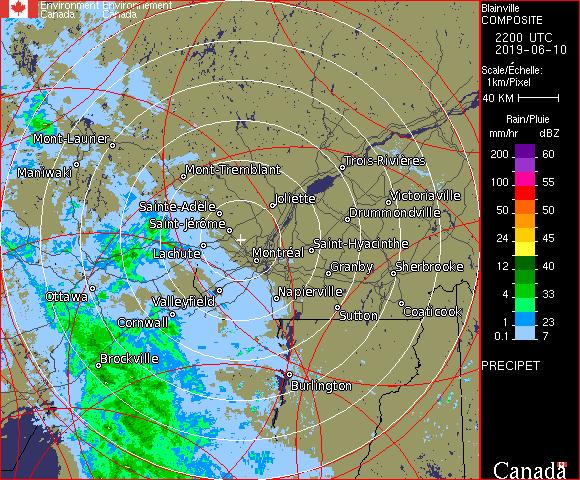 Environment Environnement
Canada Canada
Blainville
COMPOSITE
2200 UTC
2019-06-10
Scale/Échelle:
1km/Pixel
40 KM
Rain/Pluie
mm/hr dBZ
200 60
100 55
50 50
24 45
12 40
4 33
1 23
0.1 7
PRECIPET
Mont-Laurier
Maniwaki
Mont-Tremblant
Trois-Rivières
Joliette
Victoriaville
Sainte-Adèle
Drummondville
Saint-Jérôme
Saint-Hyacinthe
Lachute
Montréal
Granby
Sherbrooke
Ottawa
Valleyfield
Napierville
Cornwall
Sutton
Coaticook
Brockville
Burlington
Canada